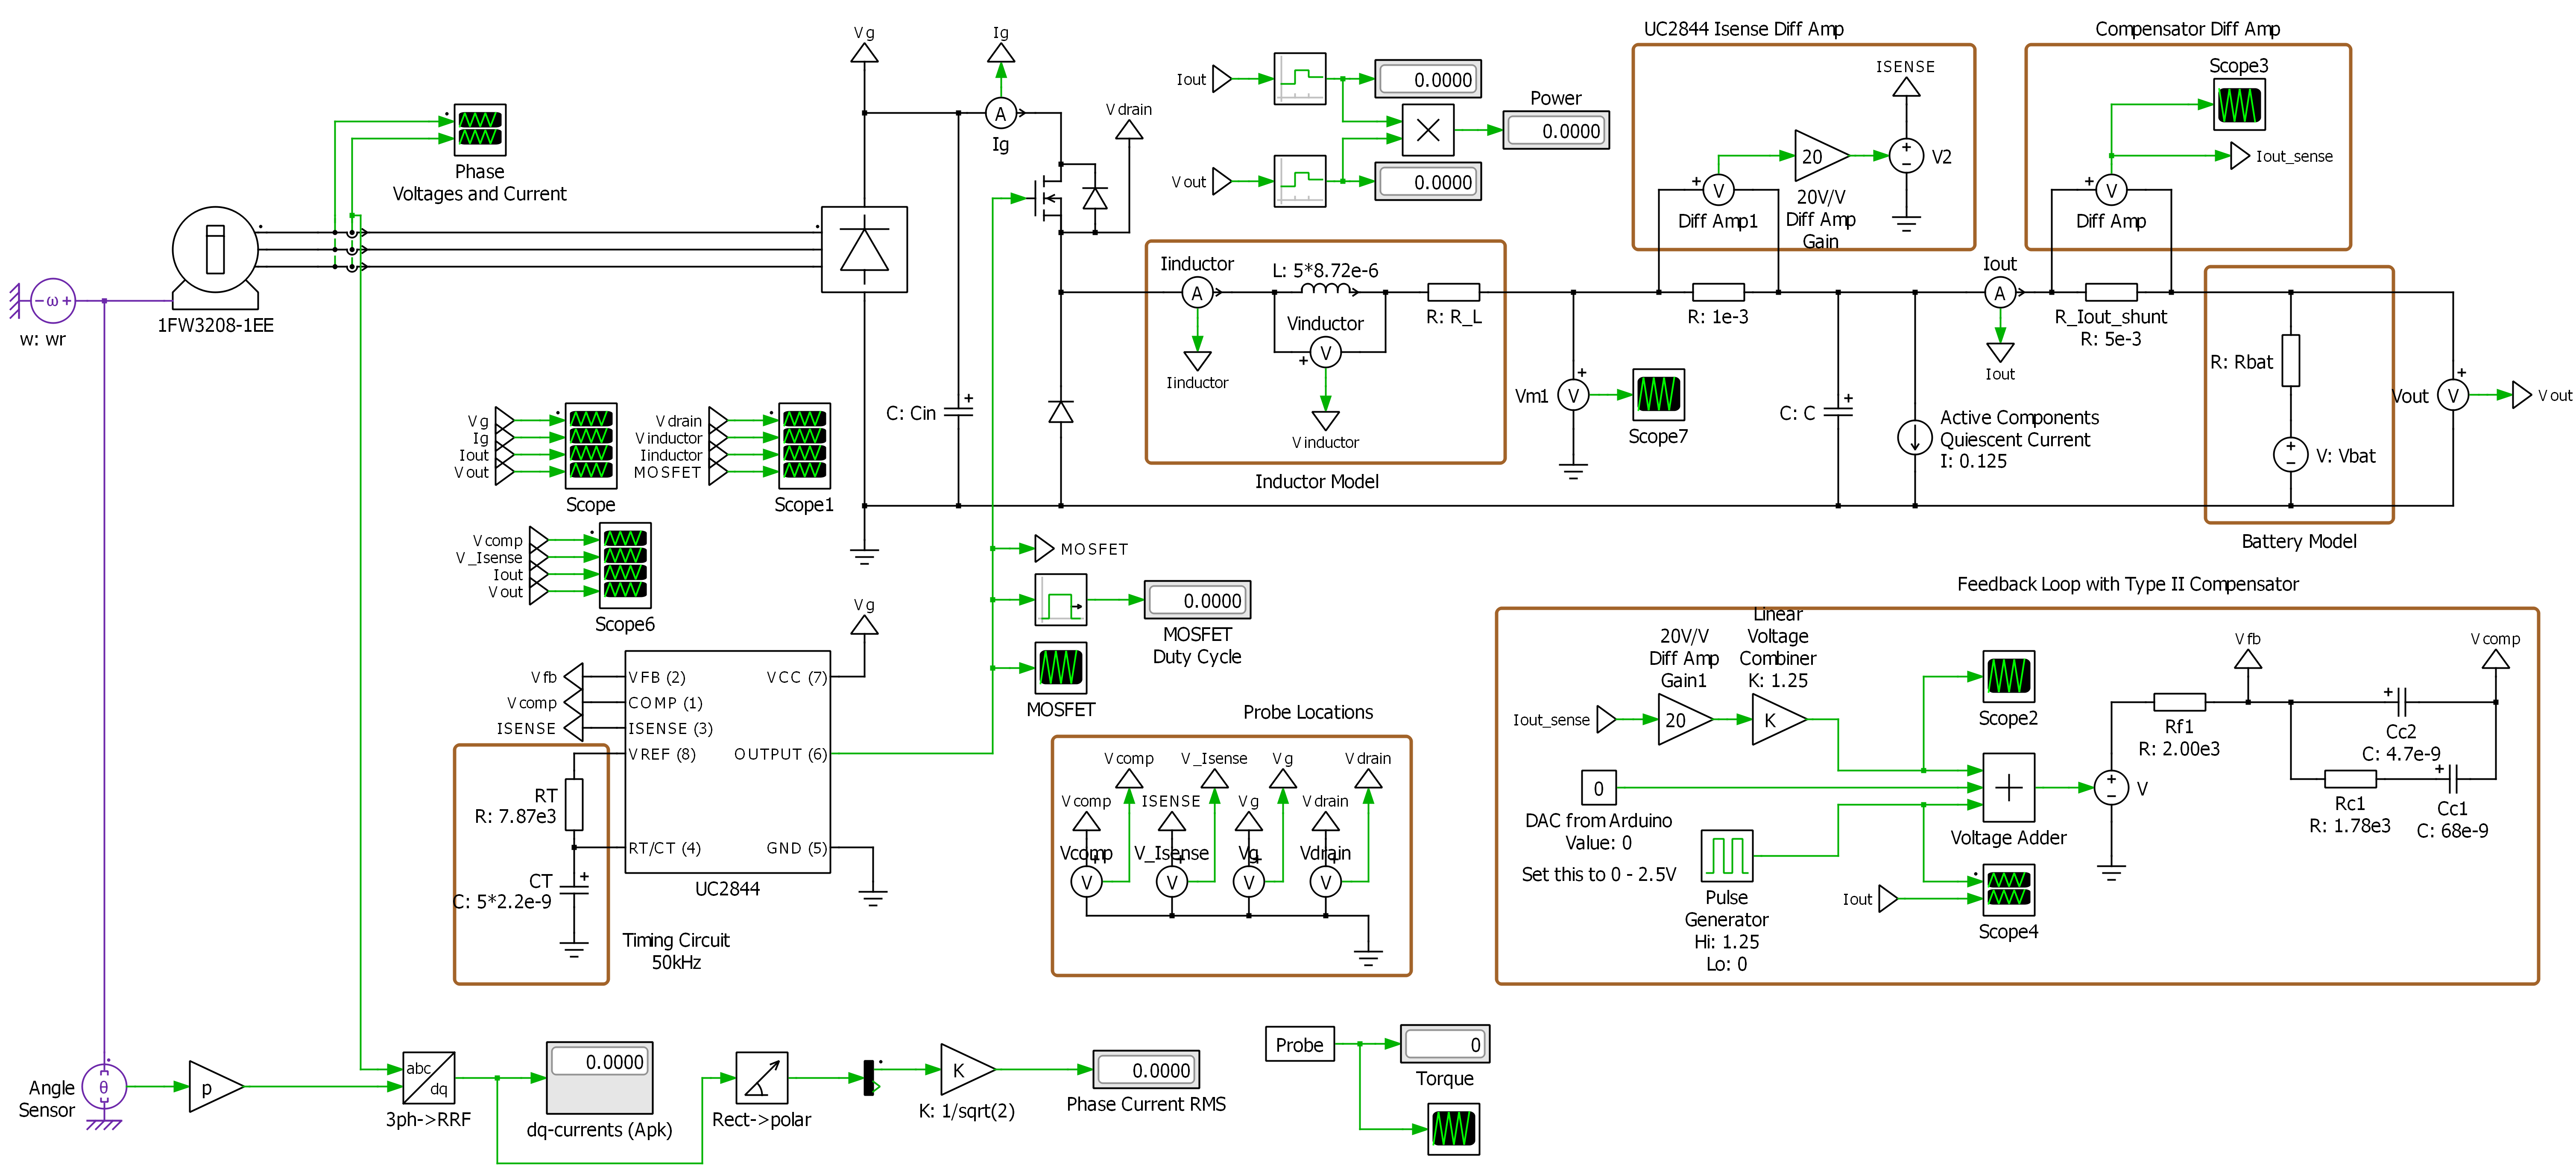 Vg
Ig
A
Ig
Vdrain
Iout
0.0000
Power
0.0000
Vout
0.0000
UC2844 Isense Diff Amp
ISENSE
20
V2
V
Diff Amp1
20V/V
Diff Amp
Gain
Compensator Diff Amp
Scope3
Iout_sense
V
Diff Amp
Phase
Voltages and Current
1FW3208-1EE
- ω +
w: wr
Iinductor
A
Iinductor
L: 5*8.72e-6
Vinductor
V
Vinductor
R: R_L
Inductor Model
Vm1
V
Scope7
R: 1e-3
C: C
Active Components
Quiescent Current
I: 0.125
Iout
A
Iout
R_Iout_shunt
R: 5e-3
R: Rbat
V: Vbat
Battery Model
Vout
V
Vout
C: Cin
Vg
Ig
Iout
Vout
Scope
Vdrain
Vinductor
Iinductor
MOSFET
Scope1
Vcomp
V_Isense
Iout
Vout
Scope6
MOSFET
0.0000
MOSFET
Duty Cycle
MOSFET
Vg
Vfb
Vcomp
ISENSE
VFB (2)
COMP (1)
ISENSE (3)
VREF (8)
RT/CT (4)
VCC (7)
OUTPUT (6)
GND (5)
UC2844
RT
R: 7.87e3
CT
C: 5*2.2e-9
Timing Circuit
50kHz
Probe Locations
Vcomp
V_Isense
Vg
Vdrain
Vcomp
ISENSE
Vg
Vdrain
Vcomp
V_Isense
Vg
Vdrain
V
V
V
V
Feedback Loop with Type II Compensator
Iout_sense
20V/V
Diff Amp
Gain1
20
Linear
Voltage
Combiner
K: 1.25
K
Scope2
0
DAC from Arduino
Value: 0
Set this to 0 - 2.5V
Pulse
Generator
Hi: 1.25
Lo: 0
Voltage Adder
Iout
Scope4
V
Rf1
R: 2.00e3
Vfb
Vcomp
Cc2
C: 4.7e-9
Rc1
R: 1.78e3
Cc1
C: 68e-9
Angle
Sensor
θ
p
abc
dq
3ph->RRF
0.0000
dq-currents (Apk)
Rect->polar
K
K: 1/sqrt(2)
0.0000
Phase Current RMS
Probe
0
Torque